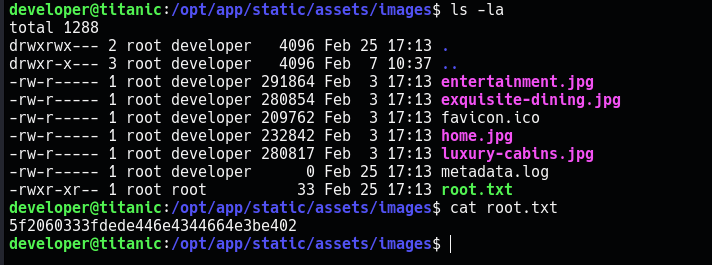 developer@titanic:/opt/app/static/assets/images$ ls -la
total 1288
drwxrwx--- 2 root developer   4096 Feb 25 17:13 .
drwxr-x--- 3 root developer   4096 Feb  7 10:37 ..
-rw-r----- 1 root developer 291864 Feb  3 17:13 entertainment.jpg
-rw-r----- 1 root developer 280854 Feb  3 17:13 exquisite-dining.jpg
-rw-r----- 1 root developer 209762 Feb  3 17:13 favicon.ico
-rw-r----- 1 root developer 232842 Feb  3 17:13 home.jpg
-rw-r----- 1 root developer 280817 Feb  3 17:13 luxury-cabins.jpg
-rw-r----- 1 root developer      0 Feb 25 17:13 metadata.log
-rwxr-xr-- 1 root root          33 Feb 25 17:13 root.txt
developer@titanic:/opt/app/static/assets/images$ cat root.txt
5f2060333fdede446e4344664e3be402
developer@titanic:/opt/app/static/assets/images$